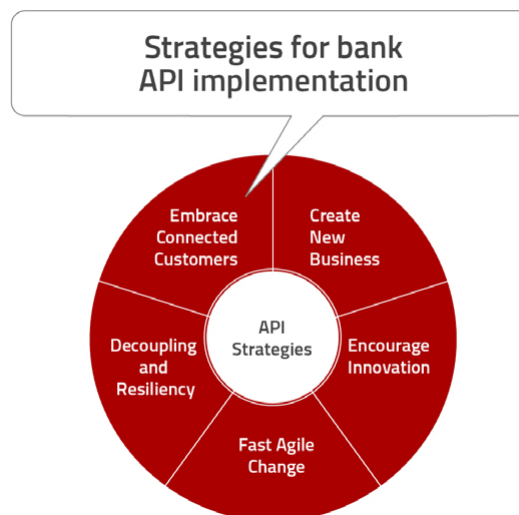 Strategies for bank
API implementation
Embrace
Connected
Customers
Create
New
Business
Encourage
Innovation
Fast Agile
Change
Decoupling
and
Resiliency
API
Strategies